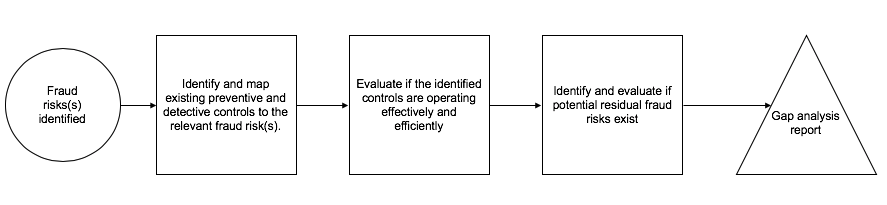 Fraud
risks(s)
identified
Identify and map
existing preventive and
detective controls to the
relevant fraud risk(s).
Evaluate if the identified
controls are operating
effectively and
efficiently
Identify and evaluate if
potential residual fraud
risks exist
Gap analysis
report